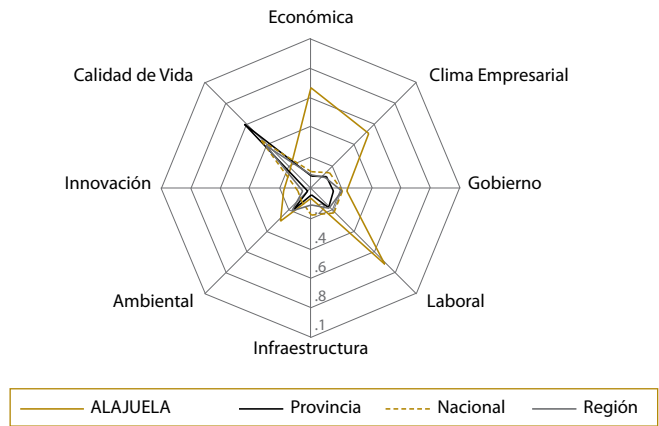 Económica
Calidad de Vida
Clima Empresarial
Innovación
Gobierno
.4
.6
Ambiental
.8
Laboral
.1
Infraestructura
ALAJUELA Provincia Nacional Región